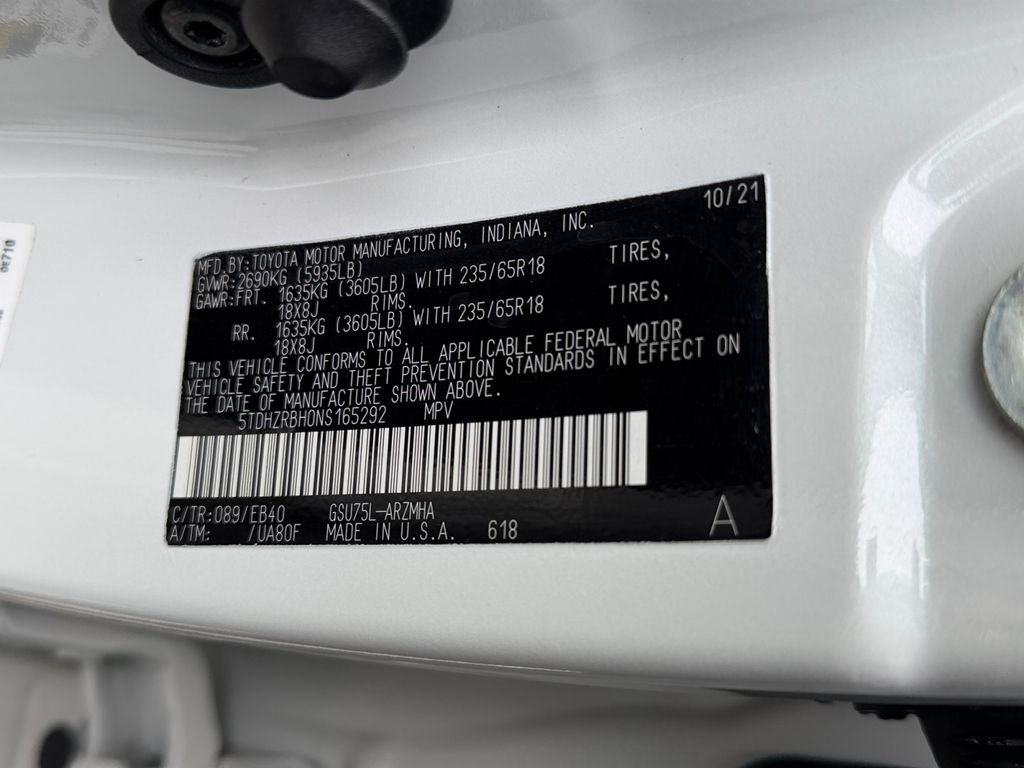 10/21
MFD.BY:TOYOTA MOTOR MANUFACTURING, INDIANA, INC.
GVWR:2690KG (5935LB)
GAWR:FRT. 1635KG (3605LB) WITH 235/65R18 TIRES,
18X8J RIMS.
RR. 1635KG (3605LB) WITH 235/65R18 TIRES,
18X8J RIMS.
THIS VEHICLE CONFORMS TO ALL APPLICABLE FEDERAL MOTOR
VEHICLE SAFETY AND THEFT PREVENTION STANDARDS IN EFFECT ON
THE DATE OF MANUFACTURE SHOWN ABOVE.
5TDHZRBH0NS165292 MPV
C/TR:089/EB40 GSU75L-ARZMHA
A/TM: /UA80F MADE IN U.S.A. 618 A
0E710